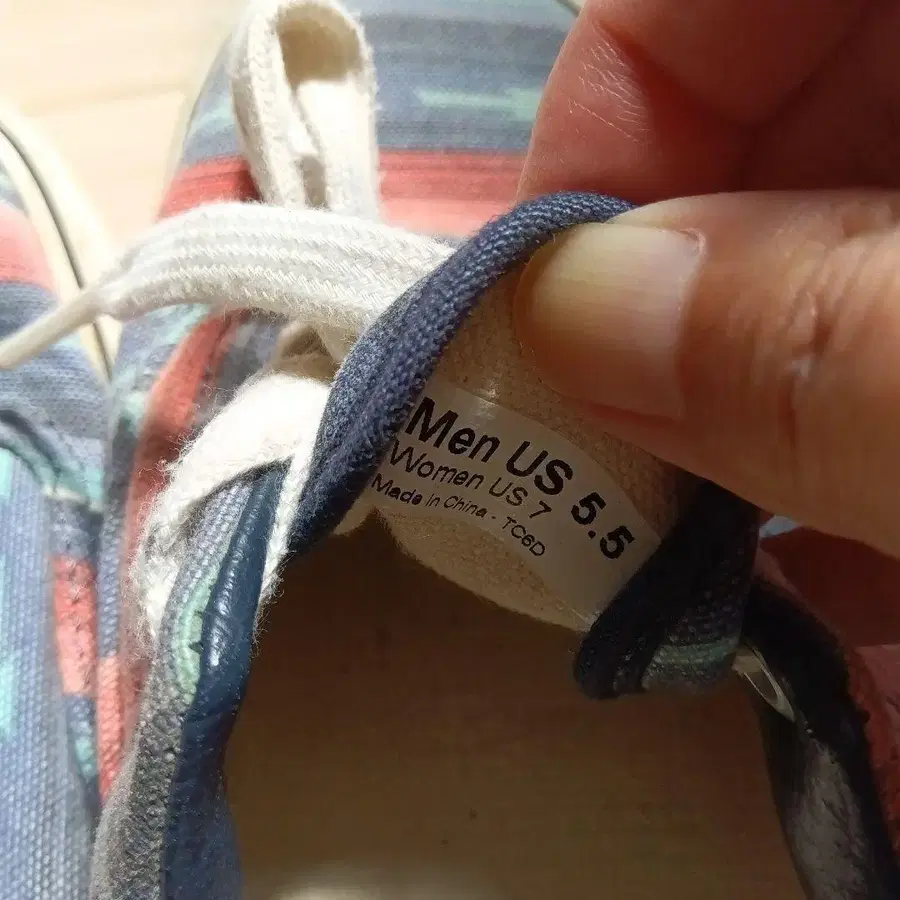 Men US 5.5
Women US 7
Made in China - TC6D